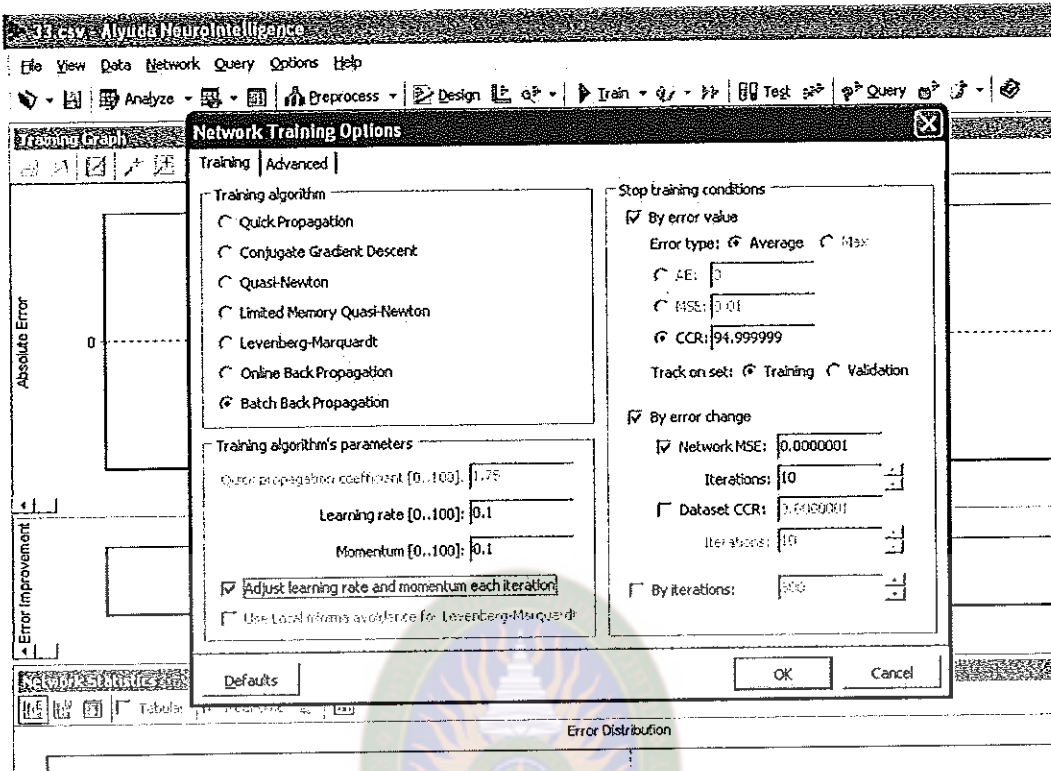 33.csv - Alyuda NeuroIntelligence
File View Data Network Query Options Help
Analyze Preprocess Design Train Test Query
Training Graph
Network Training Options
Training Advanced
Training algorithm
Quick Propagation
Conjugate Gradient Descent
Quasi-Newton
Limited Memory Quasi-Newton
Levenberg-Marquardt
Online Back Propagation
Batch Back Propagation
Training algorithm's parameters
Quick propagation coefficient [0..100]: 1.75
Learning rate [0..100]: 0.1
Momentum [0..100]: 0.1
Adjust learning rate and momentum each iteration
Use Local minima avoidance for Levenberg-Marquardt
Stop training conditions
By error value
Error type: Average Max
AE: 0
MSE: 0.01
CCR: 94.999999
Track on set: Training Validation
By error change
Network MSE: 0.0000001
Iterations: 10
Dataset CCR: 0.0000001
Iterations: 10
By iterations: 500
Defaults
OK
Cancel
Absolute Error
0
Error Improvement
Network Statistics
Tabular
Error Distribution